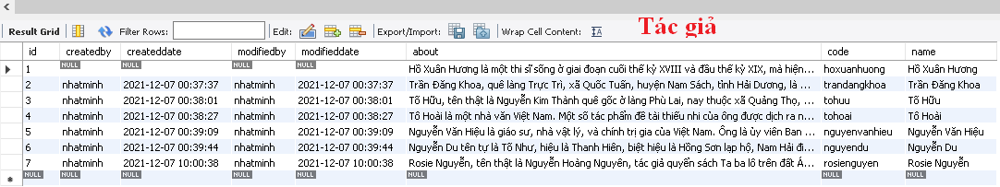 Result Grid Filter Rows: Edit: Export/Import: Wrap Cell Content: Tác giả
id createdby createddate modifiedby modifieddate about code name
1 NULL NULL NULL NULL Hồ Xuân Hương là một thi sĩ sống ở giai đoạn cuối thế kỷ XVIII và đầu thế kỷ XIX, mà hiện... hoxuanhuong Hồ Xuân Hương
2 nhatminh 2021-12-07 00:37:37 nhatminh 2021-12-07 00:37:37 Trần Đăng Khoa, quê làng Trực Trì, xã Quốc Tuấn, huyện Nam Sách, tỉnh Hải Dương, là ... trandangkhoa Trần Đăng Khoa
3 nhatminh 2021-12-07 00:38:01 nhatminh 2021-12-07 00:38:01 Tố Hữu, tên thật là Nguyễn Kim Thành quê gốc ở làng Phù Lai, nay thuộc xã Quảng Thọ, ... tohuu Tố Hữu
4 nhatminh 2021-12-07 00:38:27 nhatminh 2021-12-07 00:38:27 Tô Hoài là một nhà văn Việt Nam. Một số tác phẩm đề tài thiếu nhi của ông được dịch ra n... tohoai Tô Hoài
5 nhatminh 2021-12-07 00:39:09 nhatminh 2021-12-07 00:39:09 Nguyễn Văn Hiệu là giáo sư, nhà vật lý, và chính trị gia của Việt Nam. Ông là ủy viên Ban ... nguyenvanhieu Nguyễn Văn Hiệu
6 nhatminh 2021-12-07 00:39:44 nhatminh 2021-12-07 00:39:44 Nguyễn Du tên tự là Tố Như, hiệu là Thanh Hiên, biệt hiệu là Hồng Sơn lạp hộ, Nam Hải đi... nguyendu Nguyễn Du
7 nhatminh 2021-12-07 10:00:38 nhatminh 2021-12-07 10:00:38 Rosie Nguyễn, tên thật là Nguyễn Hoàng Nguyên, tác giả quyển sách Ta ba lô trên đất Á... rosienguyen Rosie Nguyễn
NULL NULL NULL NULL NULL NULL NULL NULL